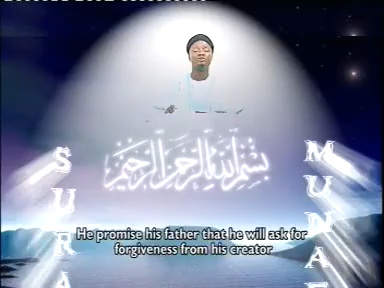 بسم الله الرحمن الرحيم
SURA
MUNA
He promise his father that he will ask for
forgiveness from his creator